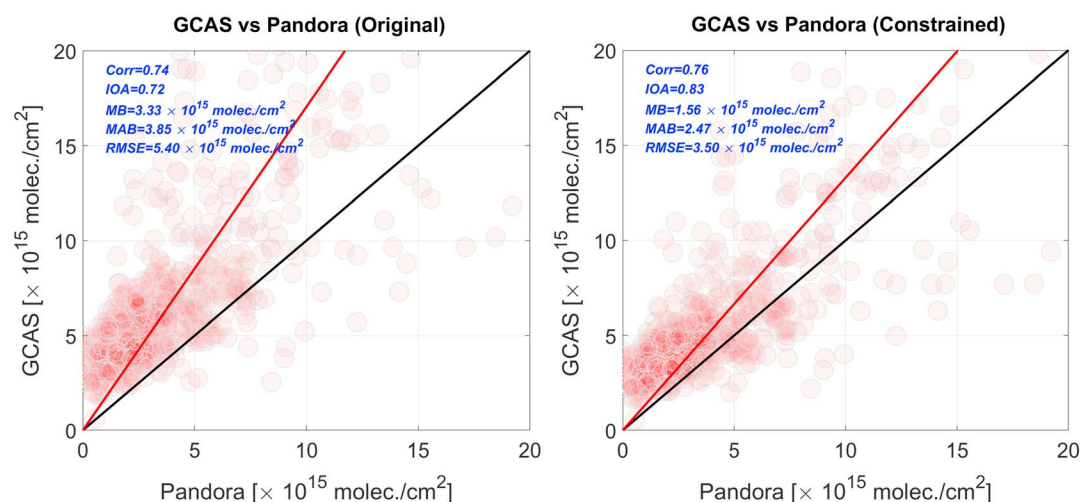 GCAS vs Pandora (Original)
Corr=0.74
IOA=0.72
MB=3.33 × 10^15 molec./cm^2
MAB=3.85 × 10^15 molec./cm^2
RMSE=5.40 × 10^15 molec./cm^2
20
15
10
5
0
GCAS [× 10^15 molec./cm^2]
0 5 10 15 20
Pandora [× 10^15 molec./cm^2]
GCAS vs Pandora (Constrained)
Corr=0.76
IOA=0.83
MB=1.56 × 10^15 molec./cm^2
MAB=2.47 × 10^15 molec./cm^2
RMSE=3.50 × 10^15 molec./cm^2
20
15
10
5
0
GCAS [× 10^15 molec./cm^2]
0 5 10 15 20
Pandora [× 10^15 molec./cm^2]